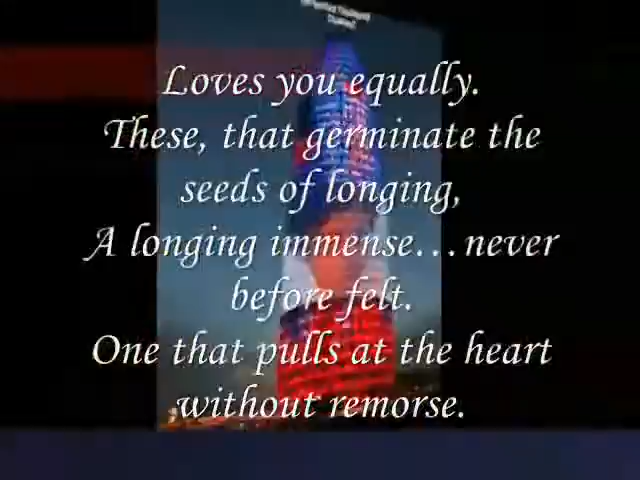 Loves you equally.
These, that germinate the
seeds of longing,
A longing immense...never
before felt.
One that pulls at the heart
without remorse.